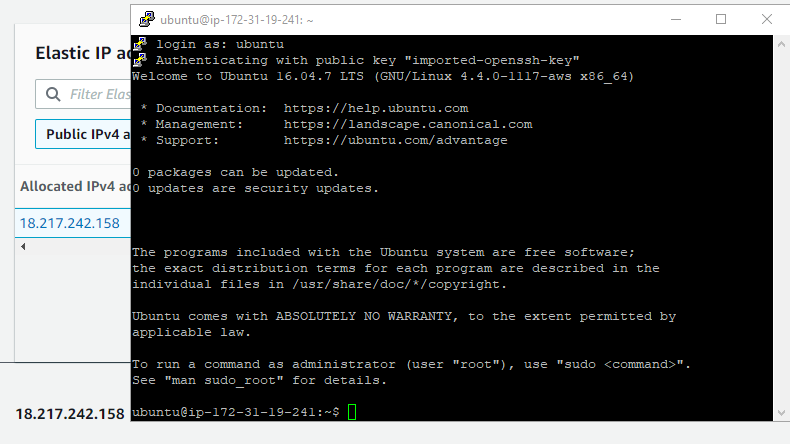 ubuntu@ip-172-31-19-241: ~
login as: ubuntu
Authenticating with public key "imported-openssh-key"
Welcome to Ubuntu 16.04.7 LTS (GNU/Linux 4.4.0-1117-aws x86_64)
* Documentation: https://help.ubuntu.com
* Management: https://landscape.canonical.com
* Support: https://ubuntu.com/advantage
0 packages can be updated.
0 updates are security updates.
The programs included with the Ubuntu system are free software;
the exact distribution terms for each program are described in the
individual files in /usr/share/doc/*/copyright.
Ubuntu comes with ABSOLUTELY NO WARRANTY, to the extent permitted by
applicable law.
To run a command as administrator (user "root"), use "sudo <command>".
See "man sudo_root" for details.
ubuntu@ip-172-31-19-241:~$
Elastic IP a
Filter Elas
Public IPv4 a
Allocated IPv4 ad
18.217.242.158
18.217.242.158